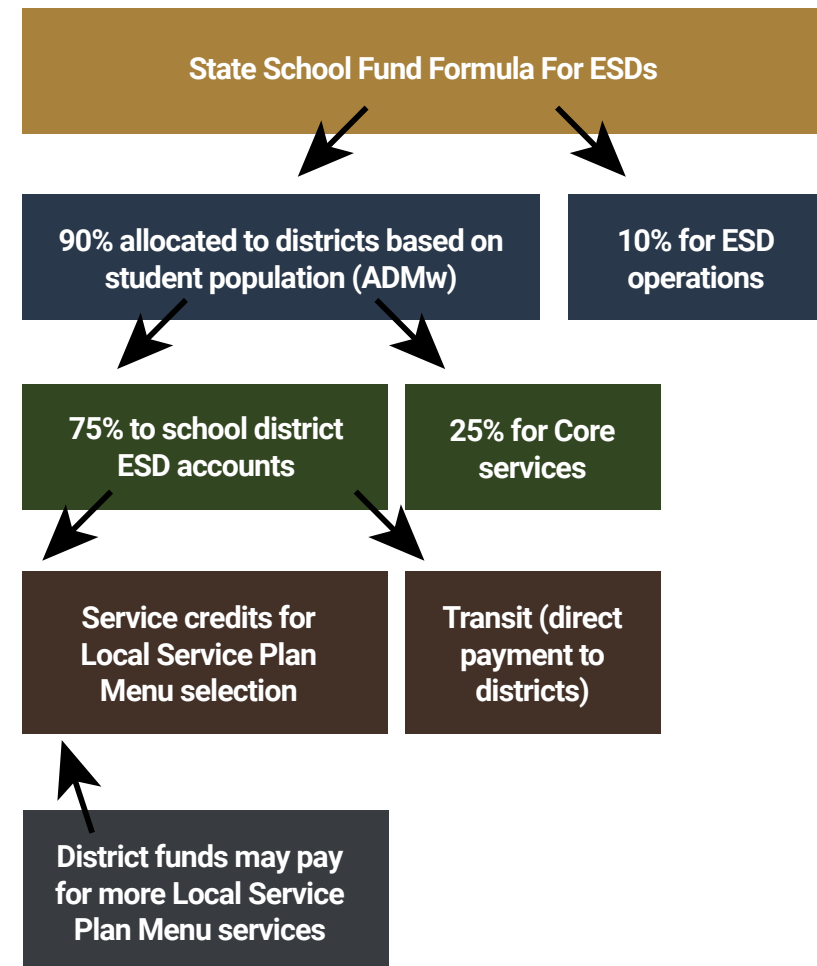 State School Fund Formula For ESDs
90% allocated to districts based on
student population (ADMw)
10% for ESD
operations
75% to school district
ESD accounts
25% for Core
services
Service credits for
Local Service Plan
Menu selection
Transit (direct
payment to
districts)
District funds may pay
for more Local Service
Plan Menu services